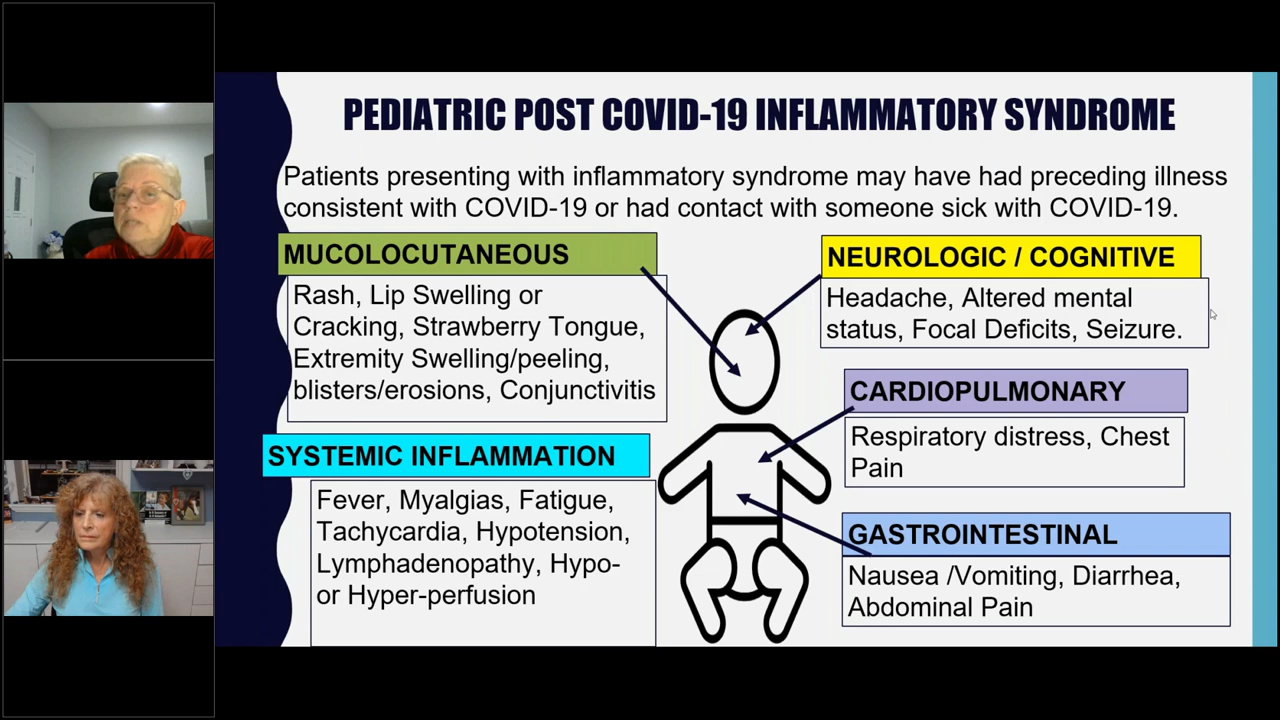 PEDIATRIC POST COVID-19 INFLAMMATORY SYNDROME
Patients presenting with inflammatory syndrome may have had preceding illness
consistent with COVID-19 or had contact with someone sick with COVID-19.
MUCOLOCUTANEOUS
Rash, Lip Swelling or
Cracking, Strawberry Tongue,
Extremity Swelling/peeling,
blisters/erosions, Conjunctivitis
SYSTEMIC INFLAMMATION
Fever, Myalgias, Fatigue,
Tachycardia, Hypotension,
Lymphadenopathy, Hypo-
or Hyper-perfusion
NEUROLOGIC / COGNITIVE
Headache, Altered mental
status, Focal Deficits, Seizure.
CARDIOPULMONARY
Respiratory distress, Chest
Pain
GASTROINTESTINAL
Nausea /Vomiting, Diarrhea,
Abdominal Pain